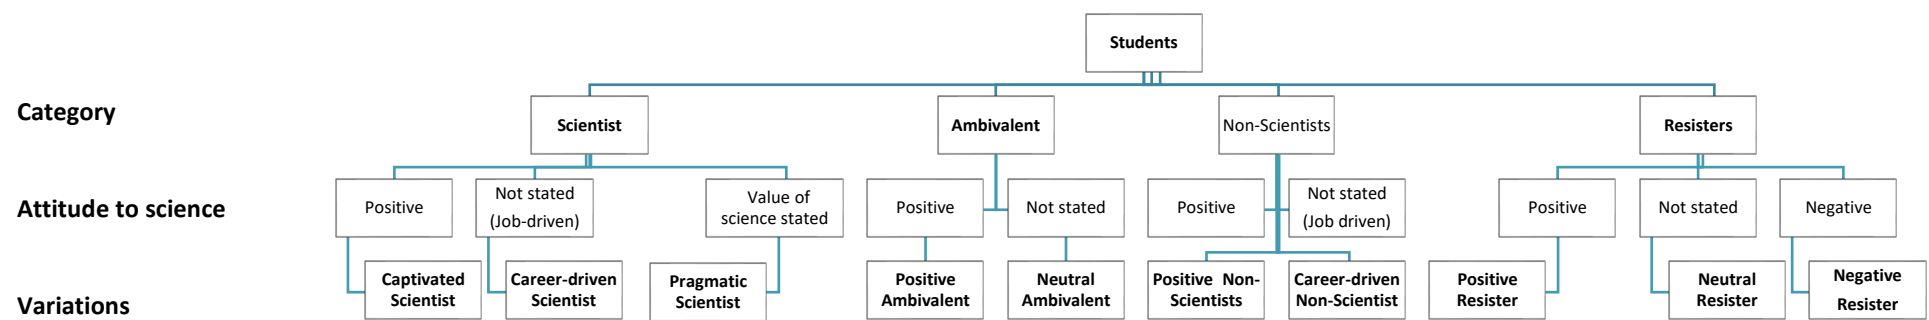 Students
Category
Scientist
Ambivalent
Non-Scientists
Resisters
Attitude to science
Positive
Not stated
(Job-driven)
Value of
science stated
Positive
Not stated
Positive
Not stated
(Job driven)
Positive
Not stated
Negative
Variations
Captivated
Scientist
Career-driven
Scientist
Pragmatic
Scientist
Positive
Ambivalent
Neutral
Ambivalent
Positive Non-
Scientists
Career-driven
Non-Scientist
Positive
Resister
Neutral
Resister
Negative
Resister